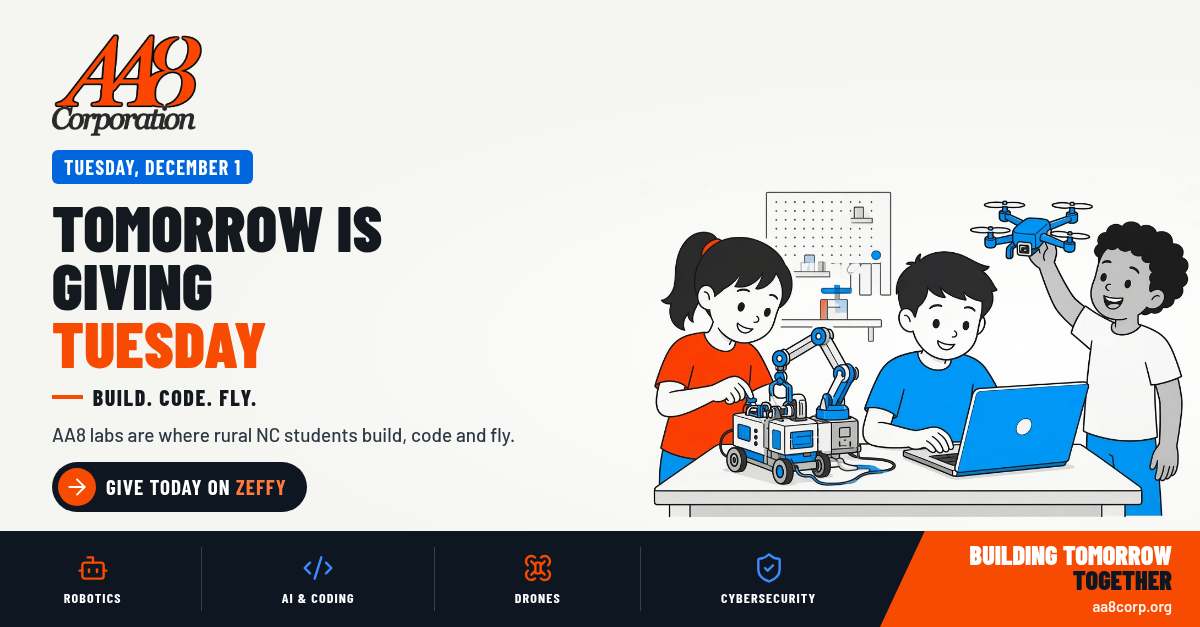 AA8
Corporation
TUESDAY, DECEMBER 1
TOMORROW IS
GIVING
TUESDAY
BUILD. CODE. FLY.
AA8 labs are where rural NC students build, code and fly.
GIVE TODAY ON ZEFFY
ROBOTICS
AI & CODING
DRONES
CYBERSECURITY
BUILDING TOMORROW
TOGETHER
aa8corp.org